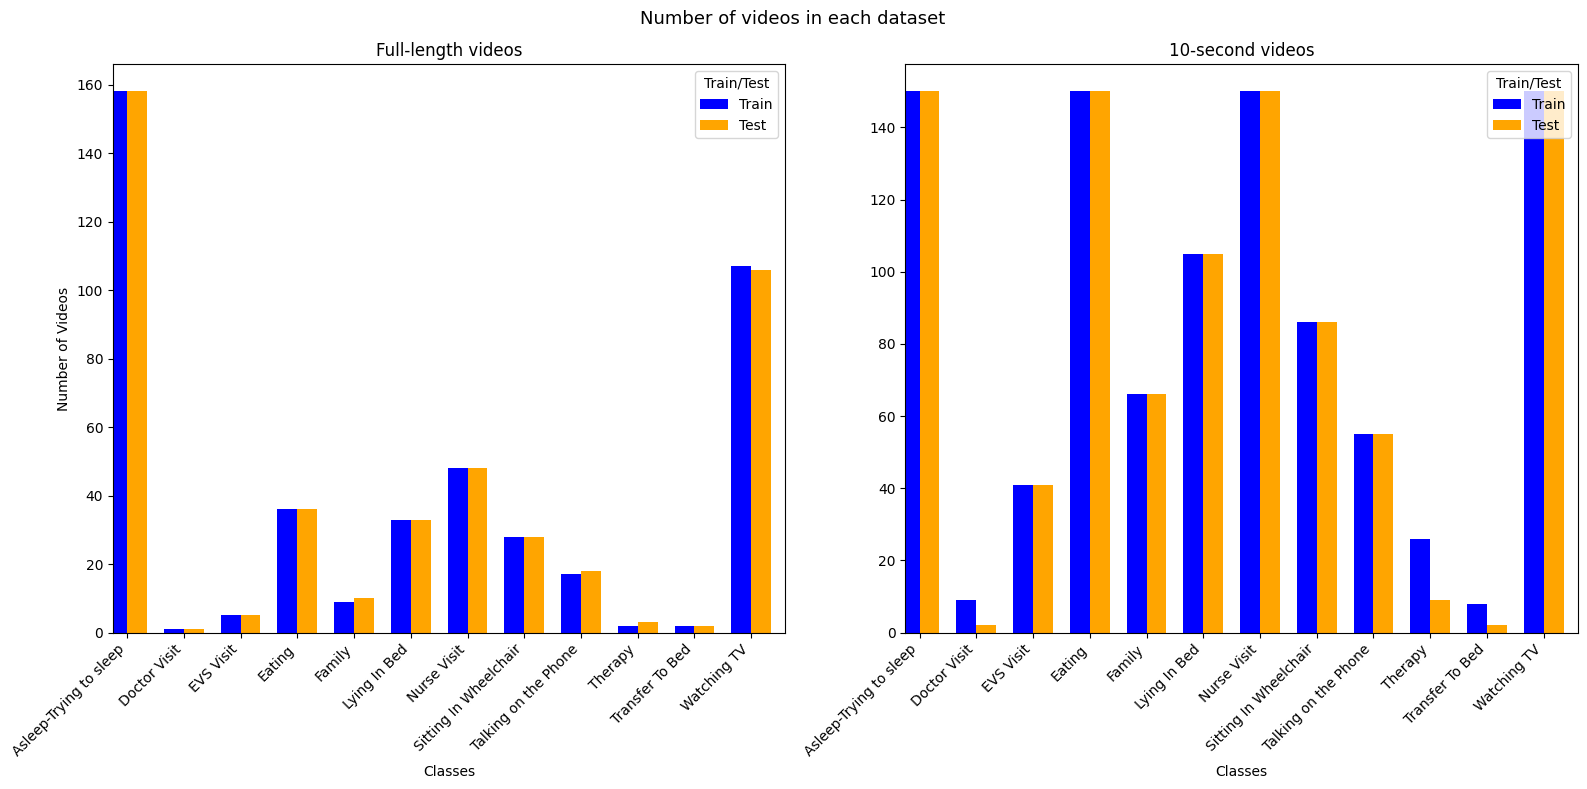 Number of videos in each dataset
Full-length videos
Number of Videos
160
140
120
100
80
60
40
20
0
Train/Test
Train
Test
Asleep-Trying to sleep
Doctor Visit
EVS Visit
Eating
Family
Lying In Bed
Nurse Visit
Sitting In Wheelchair
Talking on the Phone
Therapy
Transfer To Bed
Watching TV
Classes
10-second videos
140
120
100
80
60
40
20
0
Train/Test
Train
Test
Asleep-Trying to sleep
Doctor Visit
EVS Visit
Eating
Family
Lying In Bed
Nurse Visit
Sitting In Wheelchair
Talking on the Phone
Therapy
Transfer To Bed
Watching TV
Classes